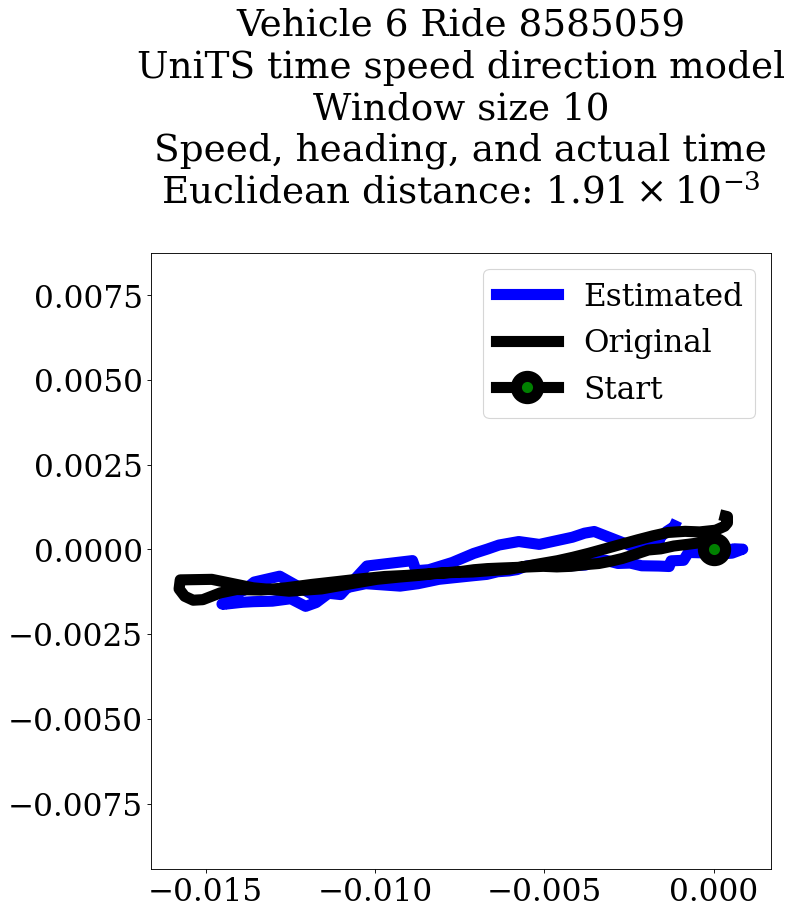 Vehicle 6 Ride 8585059
UniTS time speed direction model
Window size 10
Speed, heading, and actual time
Euclidean distance: 1.91 × 10⁻³
Estimated
Original
Start
0.0075
0.0050
0.0025
0.0000
−0.0025
−0.0050
−0.0075
−0.015 −0.010 −0.005 0.000